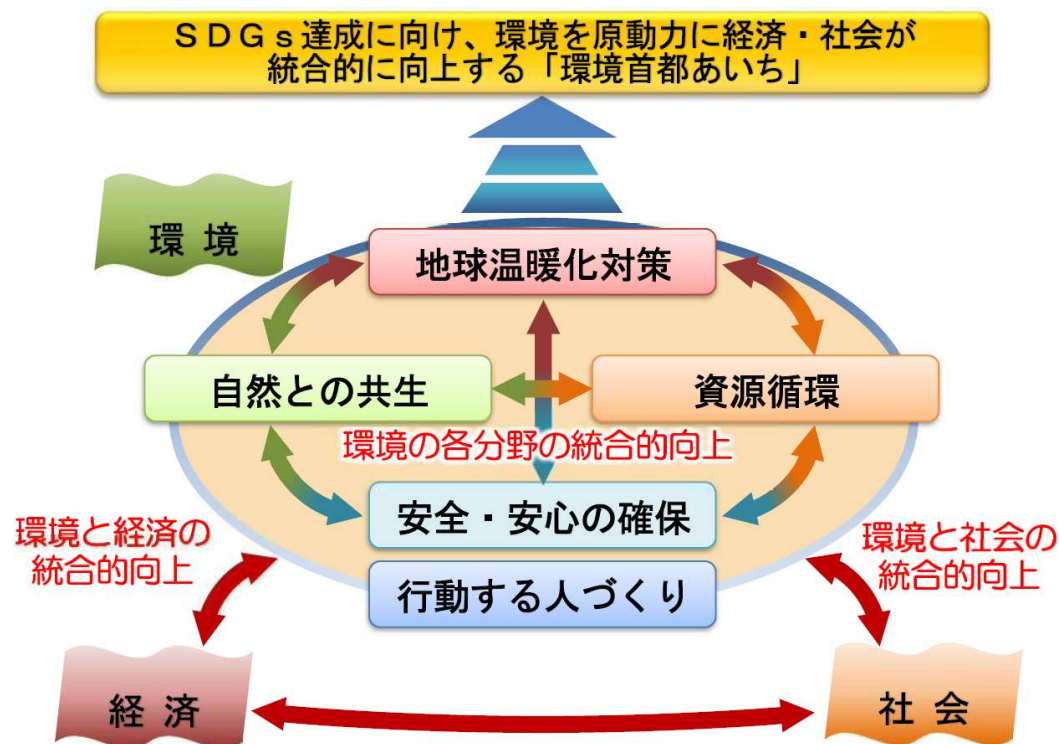 ＳＤＧｓ達成に向け、環境を原動力に経済・社会が
統合的に向上する「環境首都あいち」
環 境
地球温暖化対策
自然との共生
資源循環
環境の各分野の統合的向上
安全・安心の確保
環境と経済の
統合的向上
環境と社会の
統合的向上
行動する人づくり
経 済
社 会